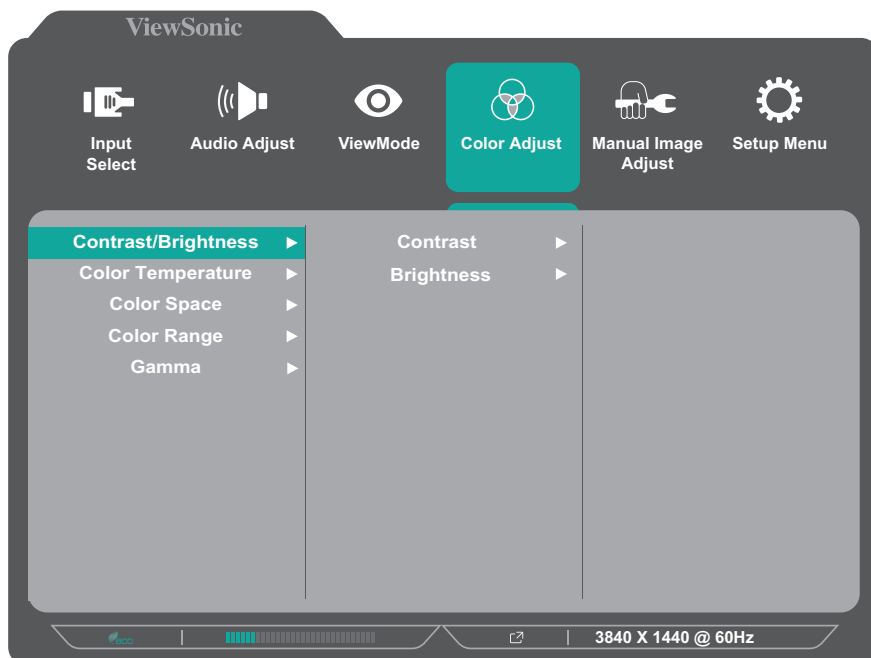 ViewSonic
Input
Select
Audio Adjust
ViewMode
Color Adjust
Manual Image
Adjust
Setup Menu
Contrast/Brightness
Color Temperature
Color Space
Color Range
Gamma
Contrast
Brightness
eco
3840 X 1440 @ 60Hz